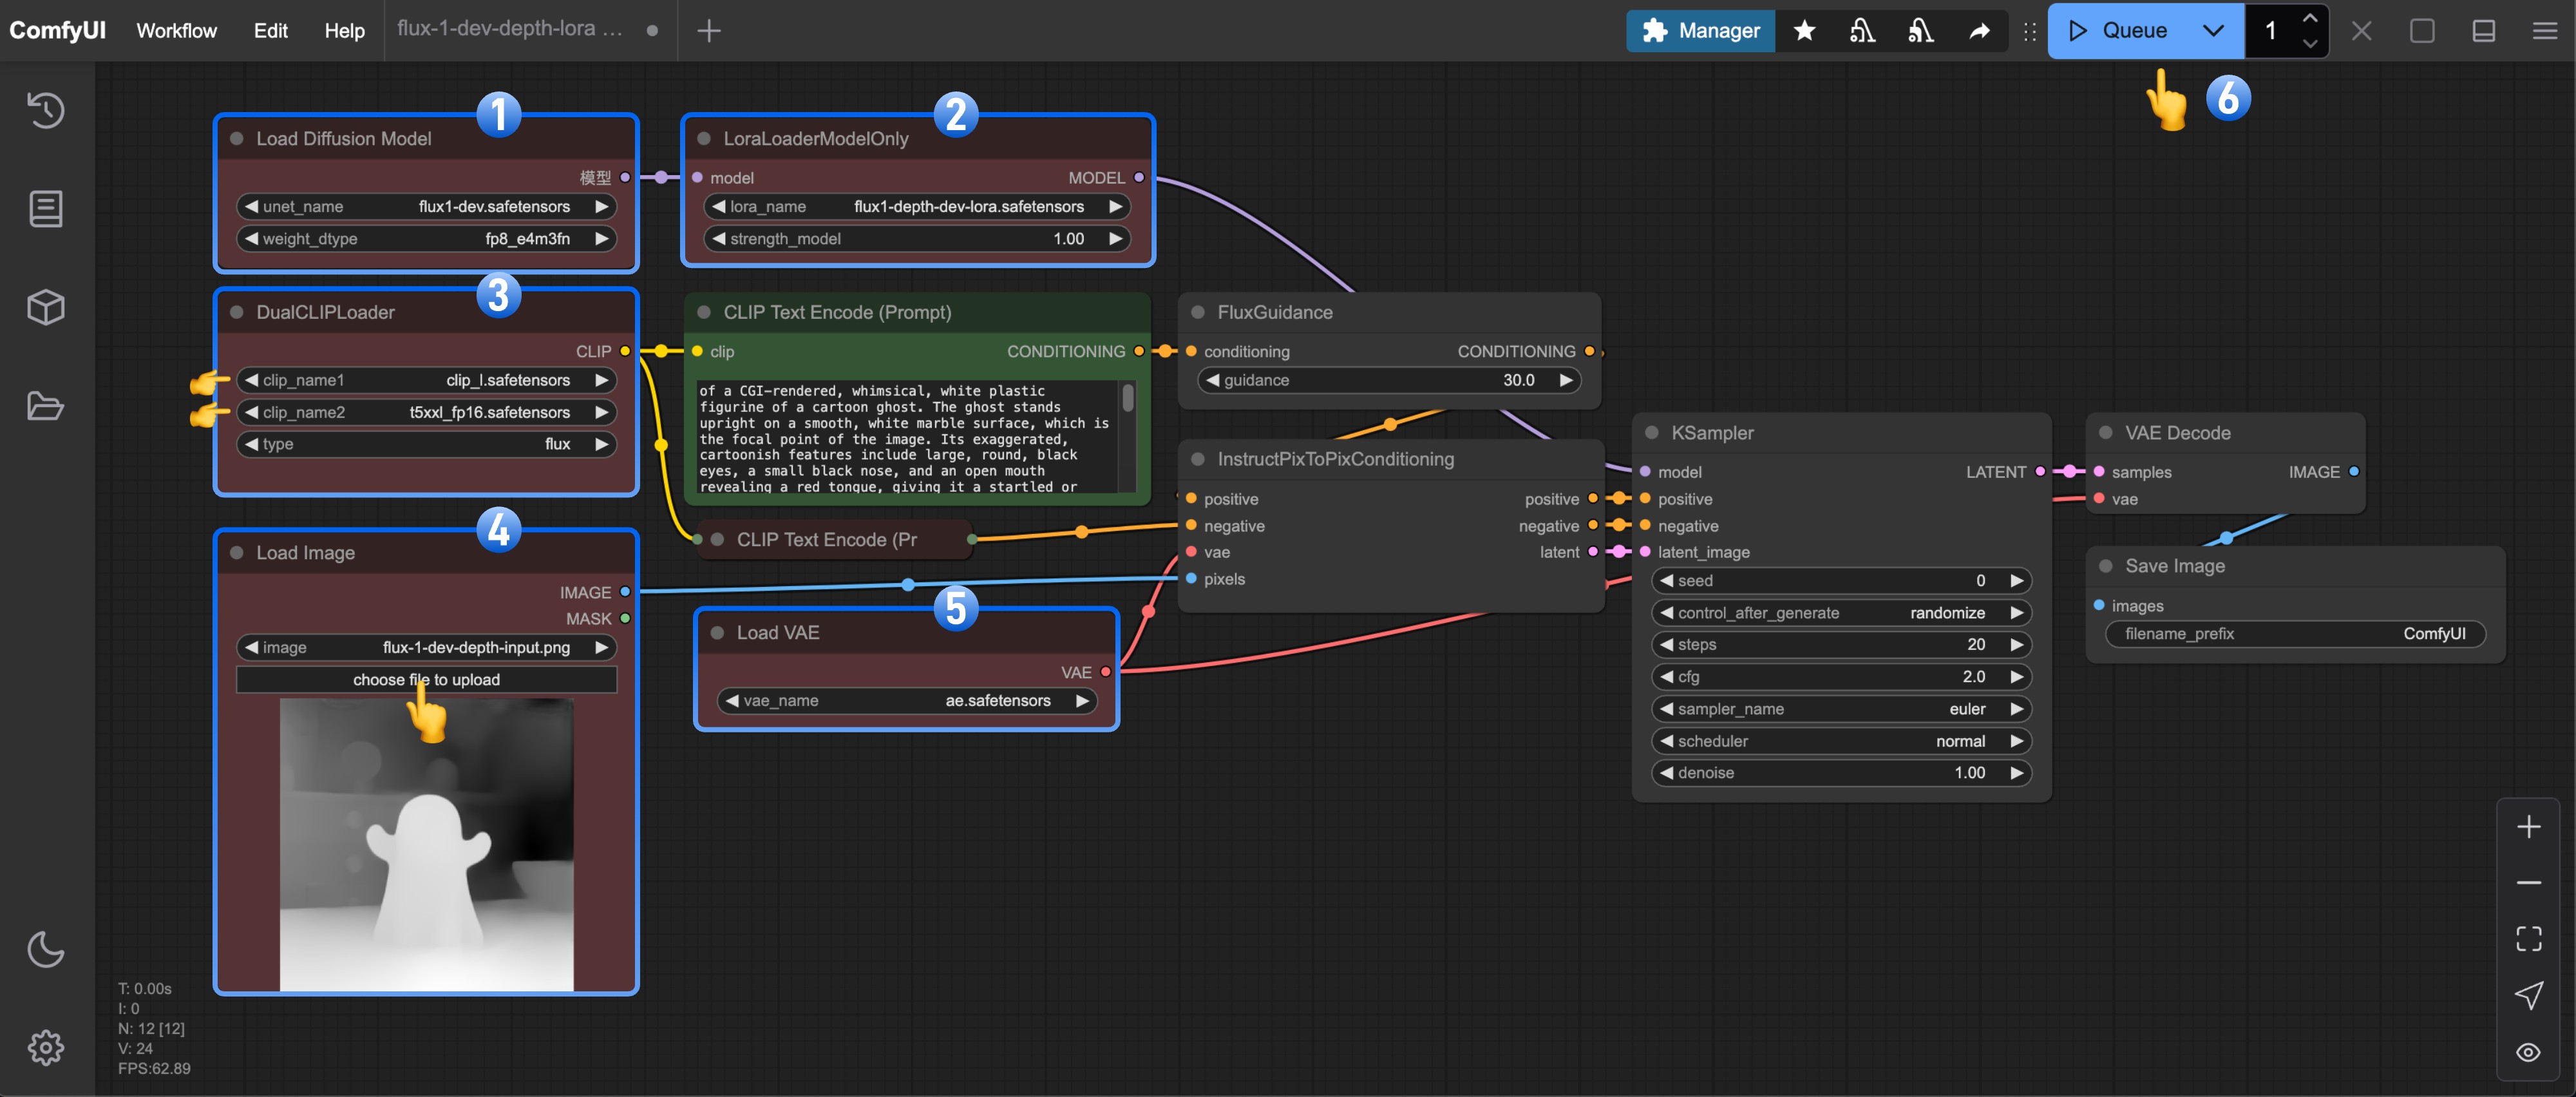 ComfyUI Workflow Edit Help flux-1-dev-depth-lora ... Manager Queue 1
6
1
Load Diffusion Model
模型
unet_name flux1-dev.safetensors
weight_dtype fp8_e4m3fn
2
LoraLoaderModelOnly
model MODEL
lora_name flux1-depth-dev-lora.safetensors
strength_model 1.00
3
DualCLIPLoader
CLIP
clip_name1 clip_l.safetensors
clip_name2 t5xxl_fp16.safetensors
type flux
CLIP Text Encode (Prompt)
clip CONDITIONING
of a CGI-rendered, whimsical, white plastic
figurine of a cartoon ghost. The ghost stands
upright on a smooth, white marble surface, which is
the focal point of the image. Its exaggerated,
cartoonish features include large, round, black
eyes, a small black nose, and an open mouth
revealing a red tongue, giving it a startled or
CLIP Text Encode (Pr
FluxGuidance
conditioning CONDITIONING
guidance 30.0
InstructPixToPixConditioning
positive positive
negative negative
vae latent
pixels
4
Load Image
IMAGE
MASK
image flux-1-dev-depth-input.png
choose file to upload
5
Load VAE
VAE
vae_name ae.safetensors
KSampler
model LATENT
positive
negative
latent_image
seed 0
control_after_generate randomize
steps 20
cfg 2.0
sampler_name euler
scheduler normal
denoise 1.00
VAE Decode
samples IMAGE
vae
Save Image
images
filename_prefix ComfyUI
T: 0.00s
I: 0
N: 12 [12]
V: 24
FPS:62.89